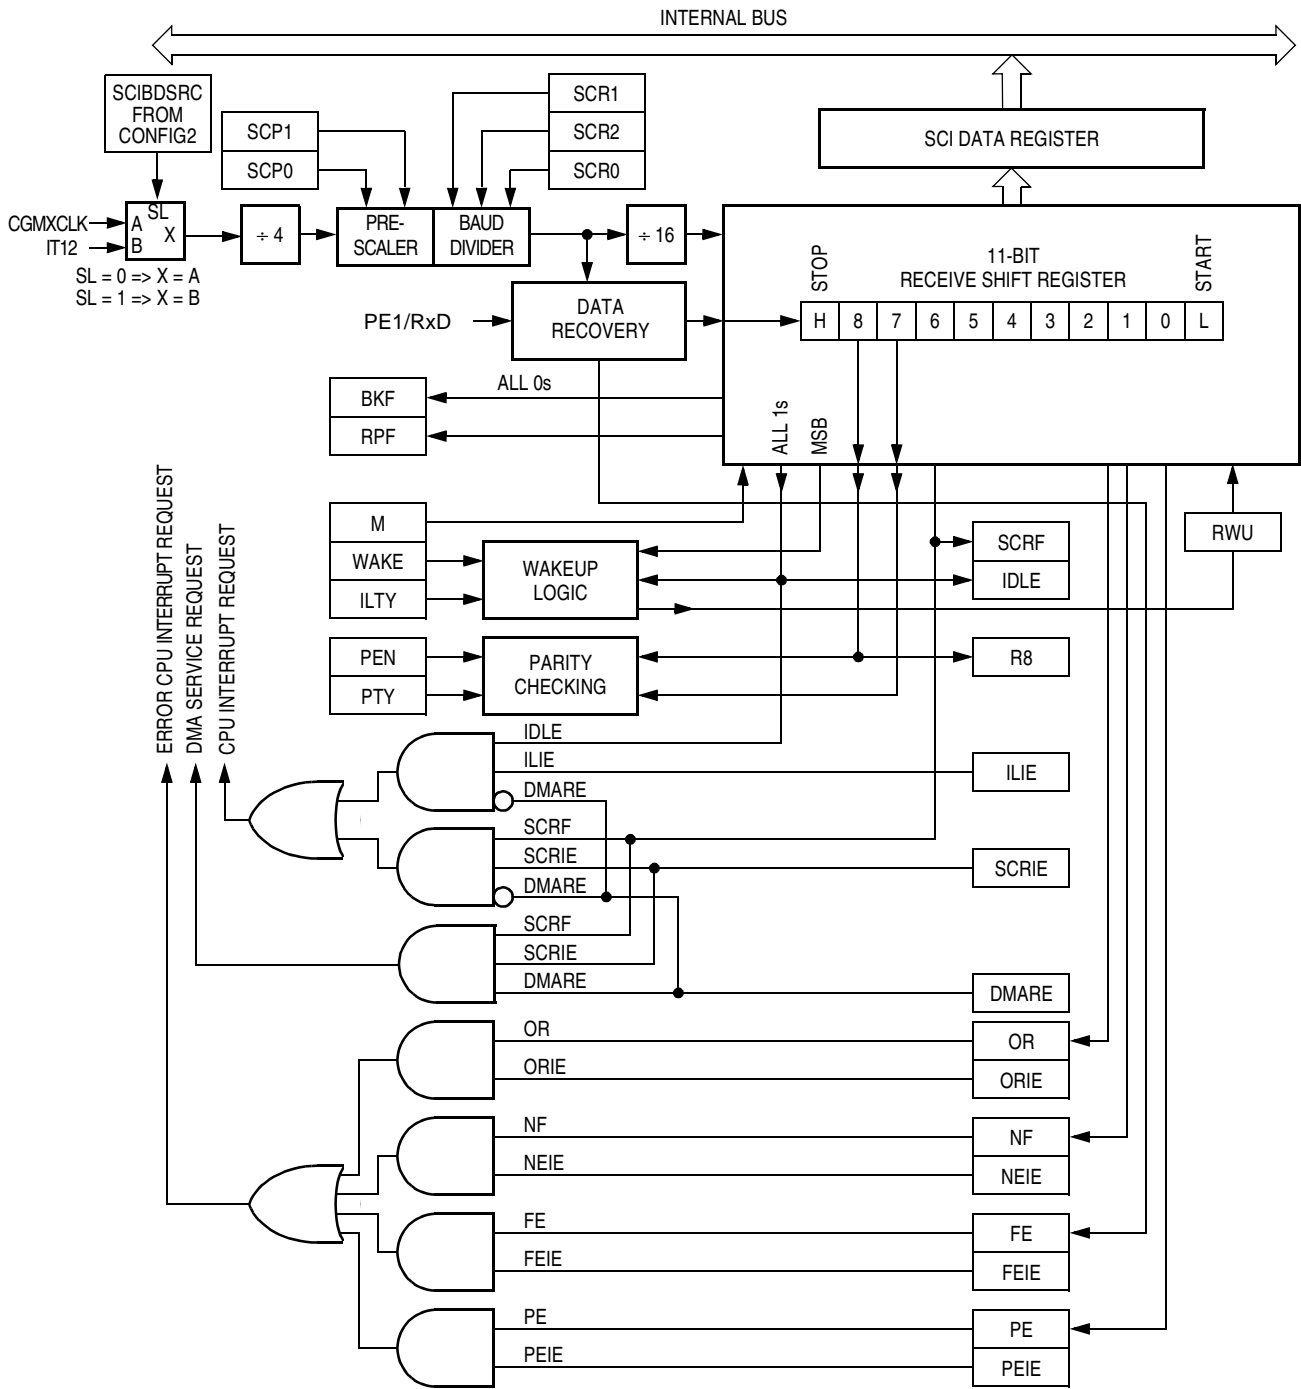 INTERNAL BUS
SCIBDSRC
FROM
CONFIG2
SCP1
SCP0
SCR1
SCR2
SCR0
SCI DATA REGISTER
CGMXCLK
IT12
SL
A
B
X
SL = 0 => X = A
SL = 1 => X = B
÷ 4
PRE-
SCALER
BAUD
DIVIDER
÷ 16
STOP
11-BIT
RECEIVE SHIFT REGISTER
START
H 8 7 6 5 4 3 2 1 0 L
PE1/RxD
DATA
RECOVERY
ALL 0s
BKF
RPF
ALL 1s
MSB
M
WAKE
ILTY
WAKEUP
LOGIC
SCRF
IDLE
RWU
PEN
PTY
PARITY
CHECKING
R8
ERROR CPU INTERRUPT REQUEST
DMA SERVICE REQUEST
CPU INTERRUPT REQUEST
IDLE
ILIE
DMARE
ILIE
SCRF
SCRIE
DMARE
SCRIE
SCRF
SCRIE
DMARE
DMARE
OR
ORIE
OR
ORIE
NF
NEIE
NF
NEIE
FE
FEIE
FE
FEIE
PE
PEIE
PE
PEIE